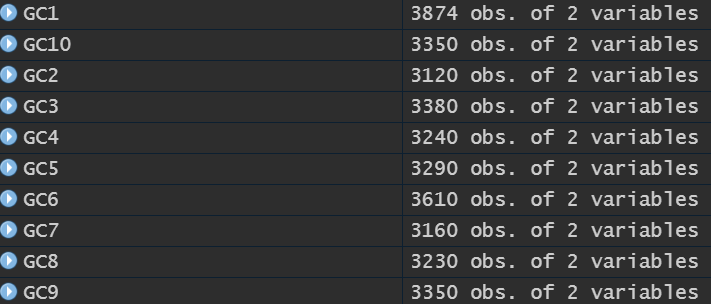 GC1 3874 obs. of 2 variables
GC10 3350 obs. of 2 variables
GC2 3120 obs. of 2 variables
GC3 3380 obs. of 2 variables
GC4 3240 obs. of 2 variables
GC5 3290 obs. of 2 variables
GC6 3610 obs. of 2 variables
GC7 3160 obs. of 2 variables
GC8 3230 obs. of 2 variables
GC9 3350 obs. of 2 variables